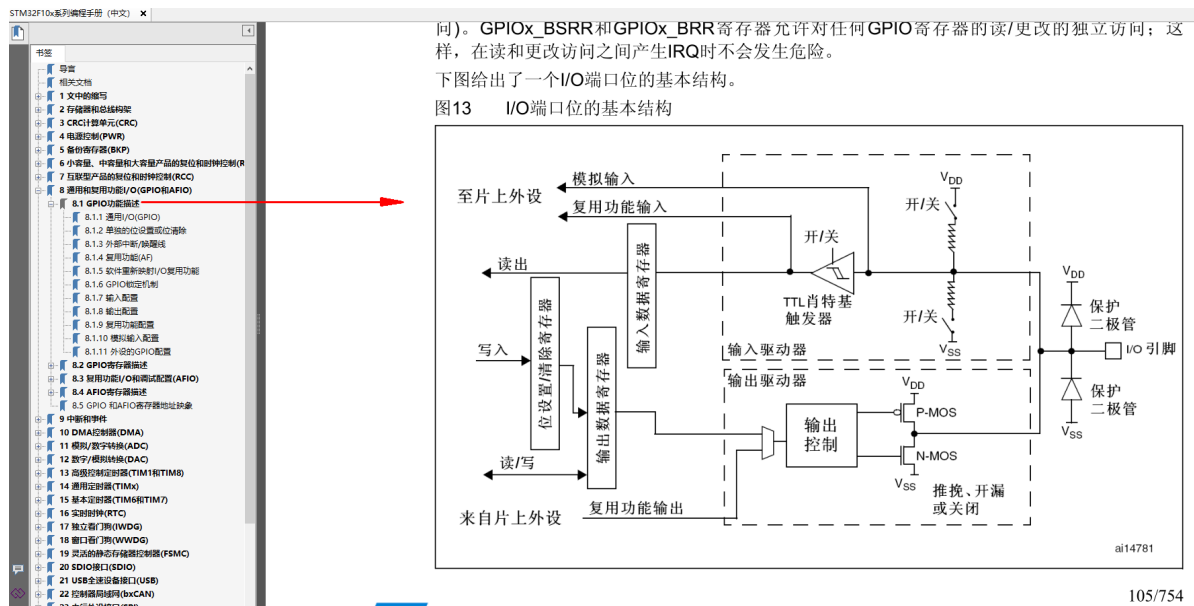 STM32F10x系列编程手册（中文）
书签
导言
相关文档
1 文中的缩写
2 存储器和总线构架
3 CRC计算单元(CRC)
4 电源控制(PWR)
5 备份寄存器(BKP)
6 小容量、中容量和大容量产品的复位和时钟控制(R
7 互联型产品的复位和时钟控制(RCC)
8 通用和复用功能I/O(GPIO和AFIO)
8.1 GPIO功能描述
8.1.1 通用I/O(GPIO)
8.1.2 单独的位设置或位清除
8.1.3 外部中断/唤醒线
8.1.4 复用功能(AF)
8.1.5 软件重新映射I/O复用功能
8.1.6 GPIO锁定机制
8.1.7 输入配置
8.1.8 输出配置
8.1.9 复用功能配置
8.1.10 模拟输入配置
8.1.11 外设的GPIO配置
8.2 GPIO寄存器描述
8.3 复用功能I/O和调试配置(AFIO)
8.4 AFIO寄存器描述
8.5 GPIO 和AFIO寄存器地址映象
9 中断和事件
10 DMA控制器(DMA)
11 模拟/数字转换(ADC)
12 数字/模拟转换(DAC)
13 高级控制定时器(TIM1和TIM8)
14 通用定时器(TIMx)
15 基本定时器(TIM6和TIM7)
16 实时时钟(RTC)
17 独立看门狗(IWDG)
18 窗口看门狗(WWDG)
19 灵活的静态存储器控制器(FSMC)
20 SDIO接口(SDIO)
21 USB全速设备接口(USB)
22 控制器局域网(bxCAN)
问)。GPIOx_BSRR和GPIOx_BRR寄存器允许对任何GPIO寄存器的读/更改的独立访问；这
样，在读和更改访问之间产生IRQ时不会发生危险。
下图给出了一个I/O端口位的基本结构。
图13 I/O端口位的基本结构
至片上外设
模拟输入
复用功能输入
读出
写入
位设置/清除寄存器
输入数据寄存器
输出数据寄存器
读/写
来自片上外设
复用功能输出
开/关
TTL肖特基
触发器
VDD
开/关
开/关
VSS
输入驱动器
输出驱动器
输出
控制
VDD
P-MOS
N-MOS
VSS
推挽、开漏
或关闭
VDD
保护
二极管
I/O 引脚
保护
二极管
VSS
ai14781
105/754